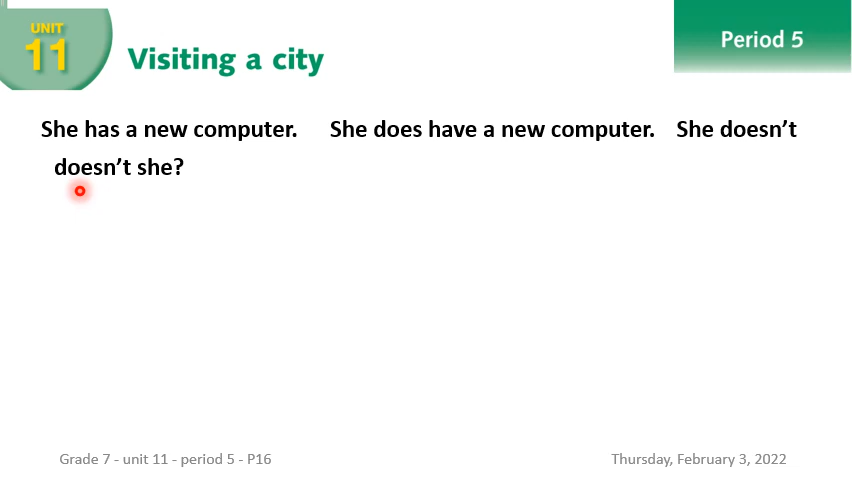 UNIT
11
Visiting a city
Period 5
She has a new computer. She does have a new computer. She doesn’t
doesn’t she?
Grade 7 - unit 11 - period 5 - P16
Thursday, February 3, 2022